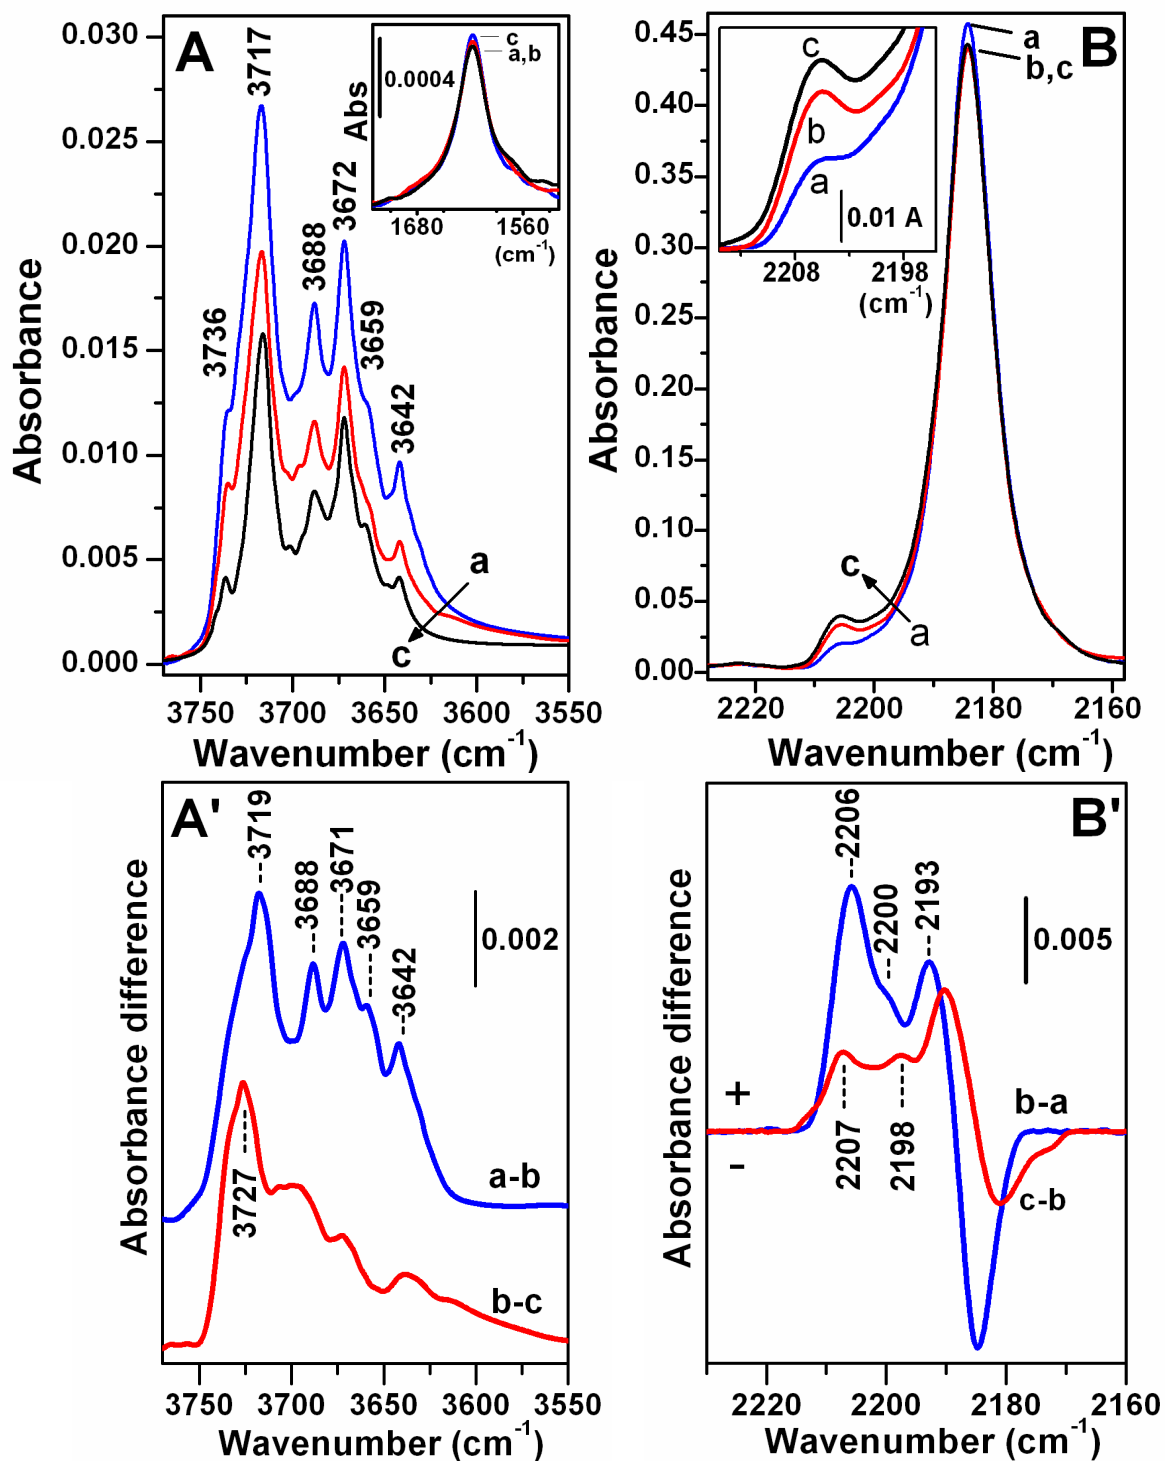 A
0.030
0.025
0.020
0.015
0.010
0.005
0.000
Absorbance
3736
3717
3688
3672
3659
3642
c
a,b
0.0004
Abs
1680
1560
(cm-1)
a
c
3750
3700
3650
3600
3550
Wavenumber (cm-1)
B
0.45
0.40
0.35
0.30
0.25
0.20
0.15
0.10
0.05
0.00
Absorbance
a
b,c
c
b
a
0.01 A
2208
2198
(cm-1)
c
a
2220
2200
2180
2160
Wavenumber (cm-1)
A'
Absorbance difference
3719
3688
3671
3659
3642
0.002
3727
a-b
b-c
3750
3700
3650
3600
3550
Wavenumber (cm-1)
B'
Absorbance difference
2206
2200
2193
0.005
+
-
2207
2198
b-a
c-b
2220
2200
2180
2160
Wavenumber (cm-1)